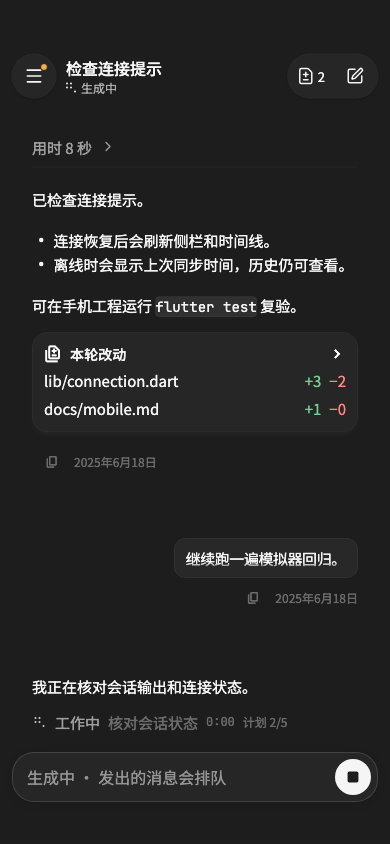 检查连接提示
生成中
2
用时 8 秒
已检查连接提示。
• 连接恢复后会刷新侧栏和时间线。
• 离线时会显示上次同步时间，历史仍可查看。
可在手机工程运行 flutter test 复验。
本轮改动
lib/connection.dart +3 −2
docs/mobile.md +1 −0
2025年6月18日
继续跑一遍模拟器回归。
2025年6月18日
我正在核对会话输出和连接状态。
工作中 核对会话状态 0:00 计划 2/5
生成中 · 发出的消息会排队